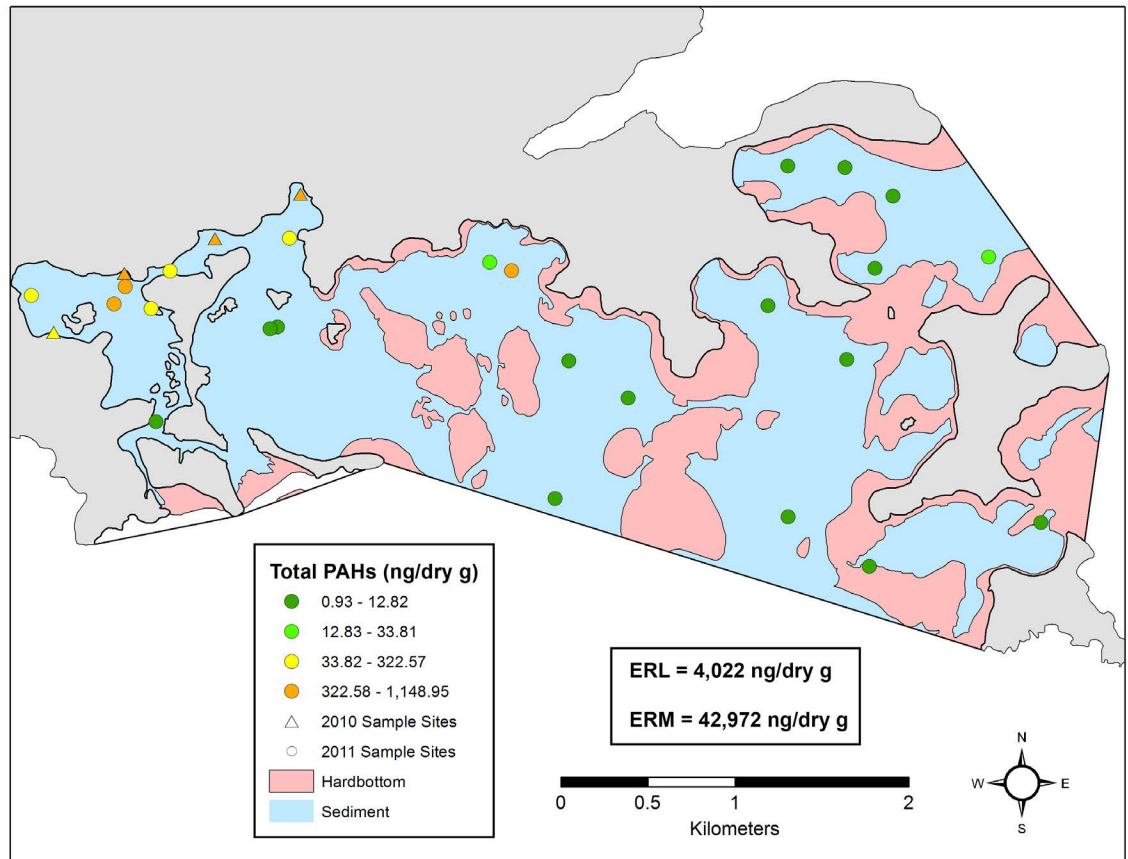 Total PAHs (ng/dry g)
0.93 - 12.82
12.83 - 33.81
33.82 - 322.57
322.58 - 1,148.95
2010 Sample Sites
2011 Sample Sites
Hardbottom
Sediment
ERL = 4,022 ng/dry g
ERM = 42,972 ng/dry g
0 0.5 1 2
Kilometers
N
W E
S